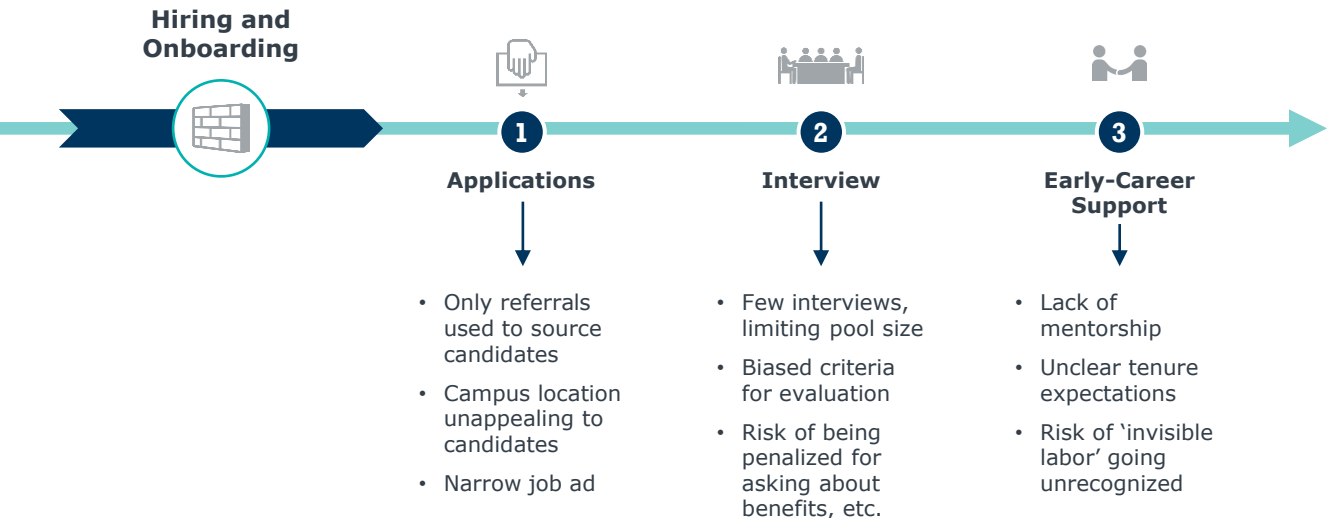 Hiring and
Onboarding
1
2
3
Applications
Interview
Early-Career
Support
• Only referrals
used to source
candidates
• Campus location
unappealing to
candidates
• Narrow job ad
• Few interviews,
limiting pool size
• Biased criteria
for evaluation
• Risk of being
penalized for
asking about
benefits, etc.
• Lack of
mentorship
• Unclear tenure
expectations
• Risk of ‘invisible
labor’ going
unrecognized